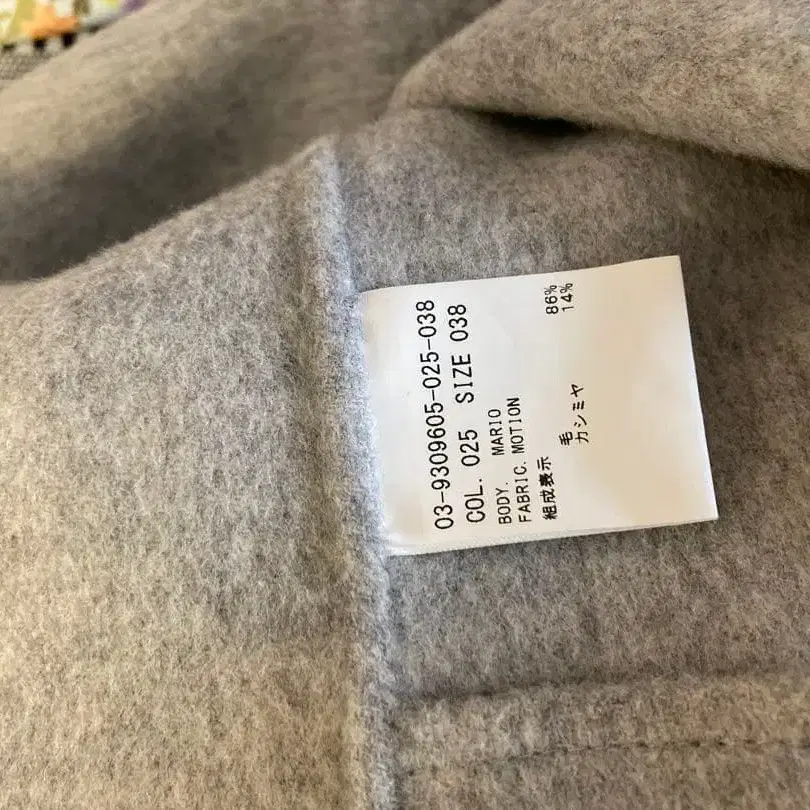 03-9309605-025-038
COL. 025 SIZE 038
BODY. MARIO
FABRIC. MOTION
組成表示
毛 86%
カシミヤ 14%